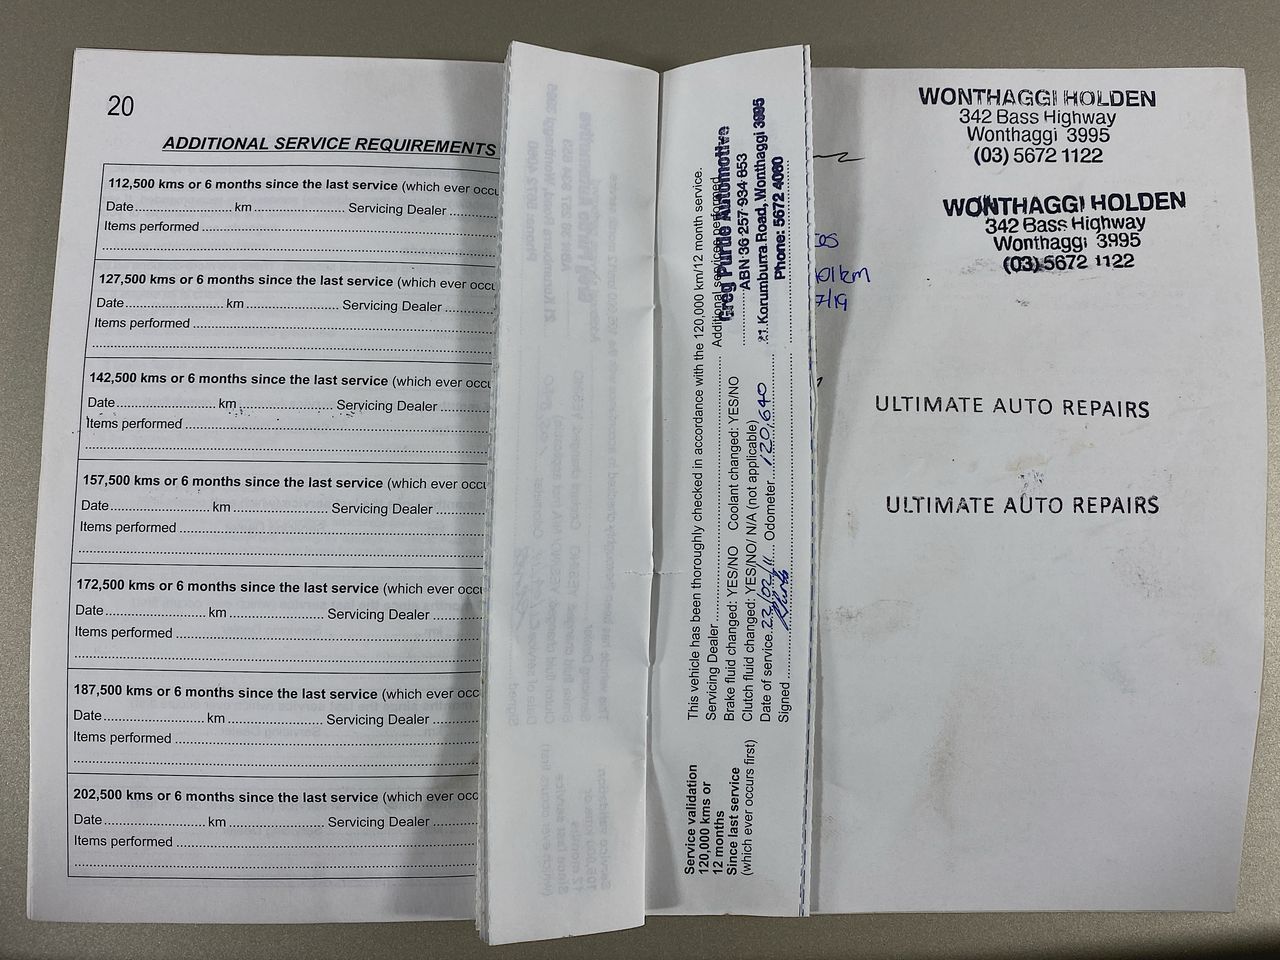 20
ADDITIONAL SERVICE REQUIREMENTS
112,500 kms or 6 months since the last service (which ever occu
Date.................... km.................... Servicing Dealer ............
Items performed ....................
127,500 kms or 6 months since the last service (which ever occu
Date.................... km.................... Servicing Dealer ............
Items performed ....................
142,500 kms or 6 months since the last service (which ever occu
Date.................... km.................... Servicing Dealer ............
Items performed ....................
157,500 kms or 6 months since the last service (which ever occu
Date.................... km.................... Servicing Dealer ............
Items performed ....................
172,500 kms or 6 months since the last service (which ever occ
Date.................... km.................... Servicing Dealer ............
Items performed ....................
187,500 kms or 6 months since the last service (which ever occ
Date.................... km.................... Servicing Dealer ............
Items performed ....................
202,500 kms or 6 months since the last service (which ever occ
Date.................... km.................... Servicing Dealer ............
Items performed ....................
Service validation
120,000 kms or
12 months
Since last service
(which ever occurs first)
This vehicle has been thoroughly checked in accordance with the 120,000 km/12 month service.
Servicing Dealer .................... Additional services performed
Brake fluid changed: YES/NO Coolant changed: YES/NO
Clutch fluid changed: YES/NO/ N/A (not applicable)
Date of service 22/02/11 Odometer 120,640
Signed ....................
Greg Purde Automotive
ABN 36 257 934 853
21 Korumburra Road, Wonthaggi 3995
Phone: 5672 4060
01km
7/19
WONTHAGGI HOLDEN
342 Bass Highway
Wonthaggi 3995
(03) 5672 1122
WONTHAGGI HOLDEN
342 Bass Highway
Wonthaggi 3995
(03) 5672 1122
ULTIMATE AUTO REPAIRS
ULTIMATE AUTO REPAIRS